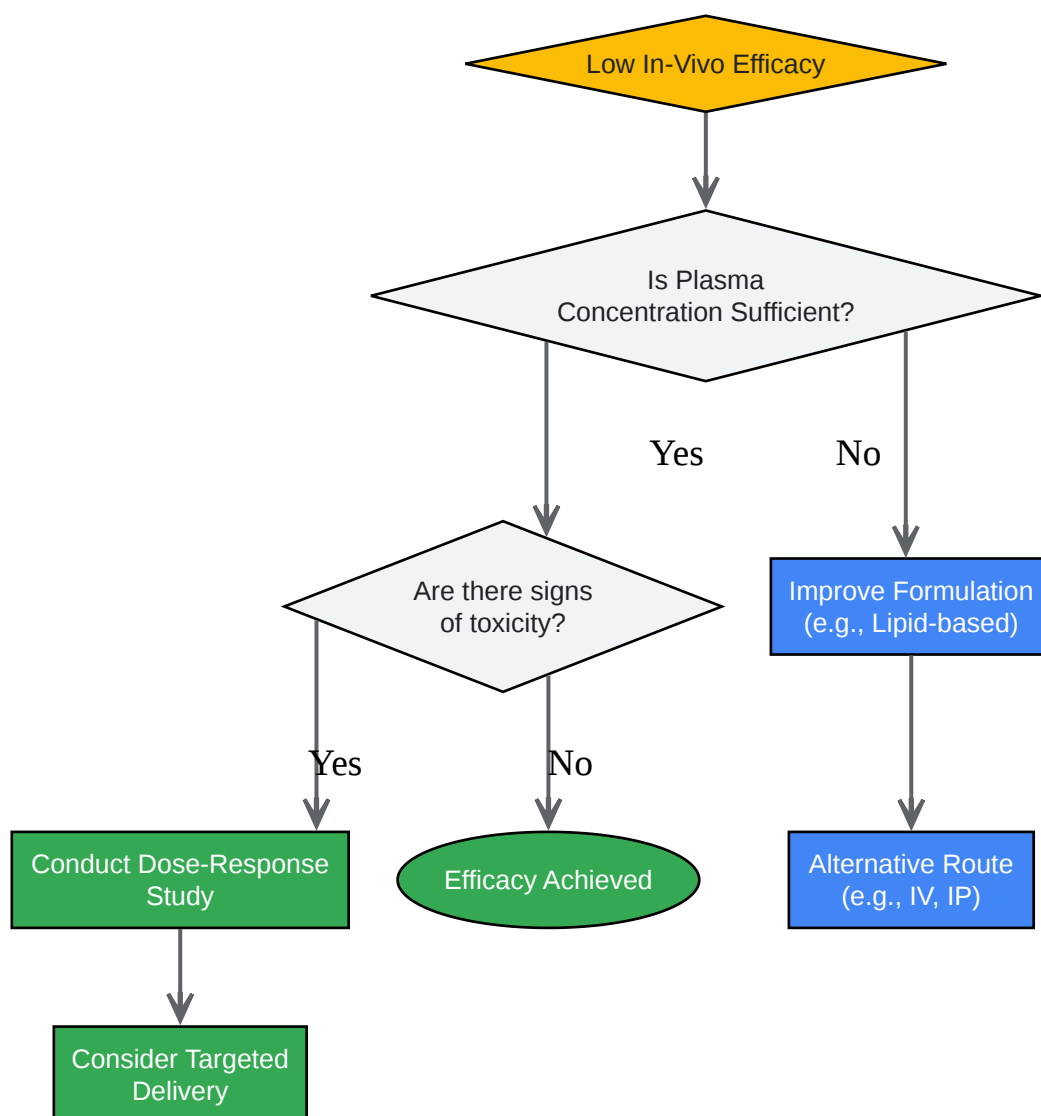 Low In-Vivo Efficacy
Is Plasma
Concentration Sufficient?
Yes
No
Are there signs
of toxicity?
Improve Formulation
(e.g., Lipid-based)
Yes
No
Conduct Dose-Response
Study
Efficacy Achieved
Alternative Route
(e.g., IV, IP)
Consider Targeted
Delivery